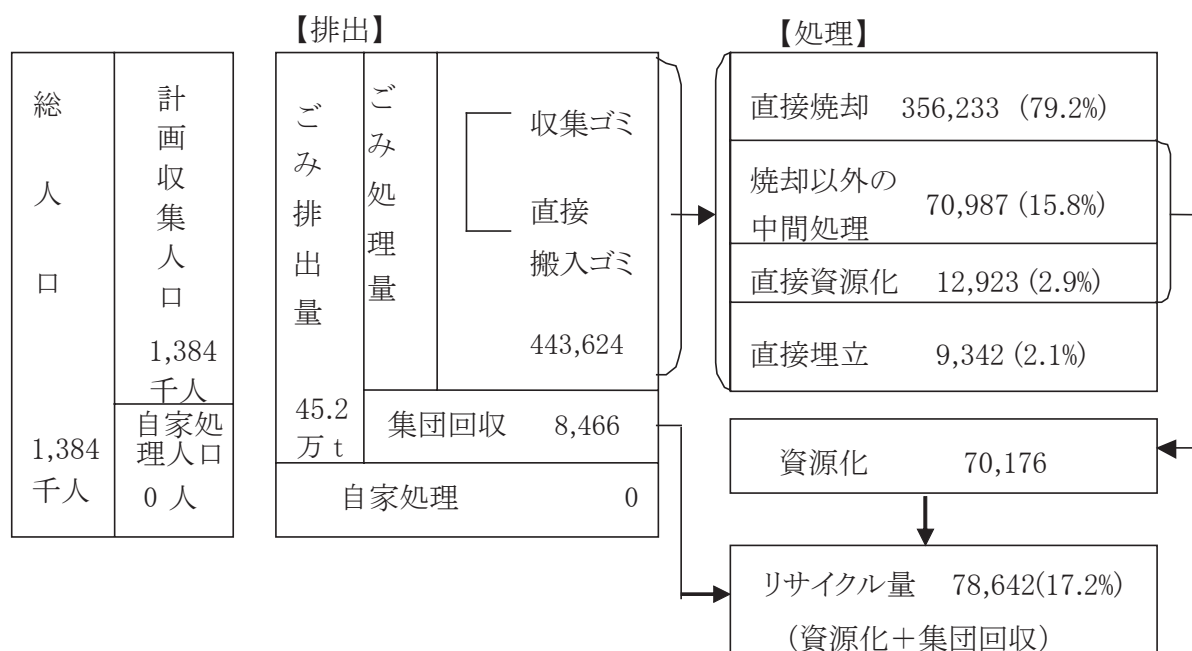 【排出】
【処理】
総人口
1,384
千人
計画収集人口
1,384
千人
自家処
理人口
0 人
ごみ排出量
45.2
万 t
ごみ処理量
収集ゴミ
直接
搬入ゴミ
443,624
集団回収 8,466
自家処理 0
直接焼却 356,233 (79.2%)
焼却以外の
中間処理 70,987 (15.8%)
直接資源化 12,923 (2.9%)
直接埋立 9,342 (2.1%)
資源化 70,176
リサイクル量 78,642(17.2%)
（資源化＋集団回収）